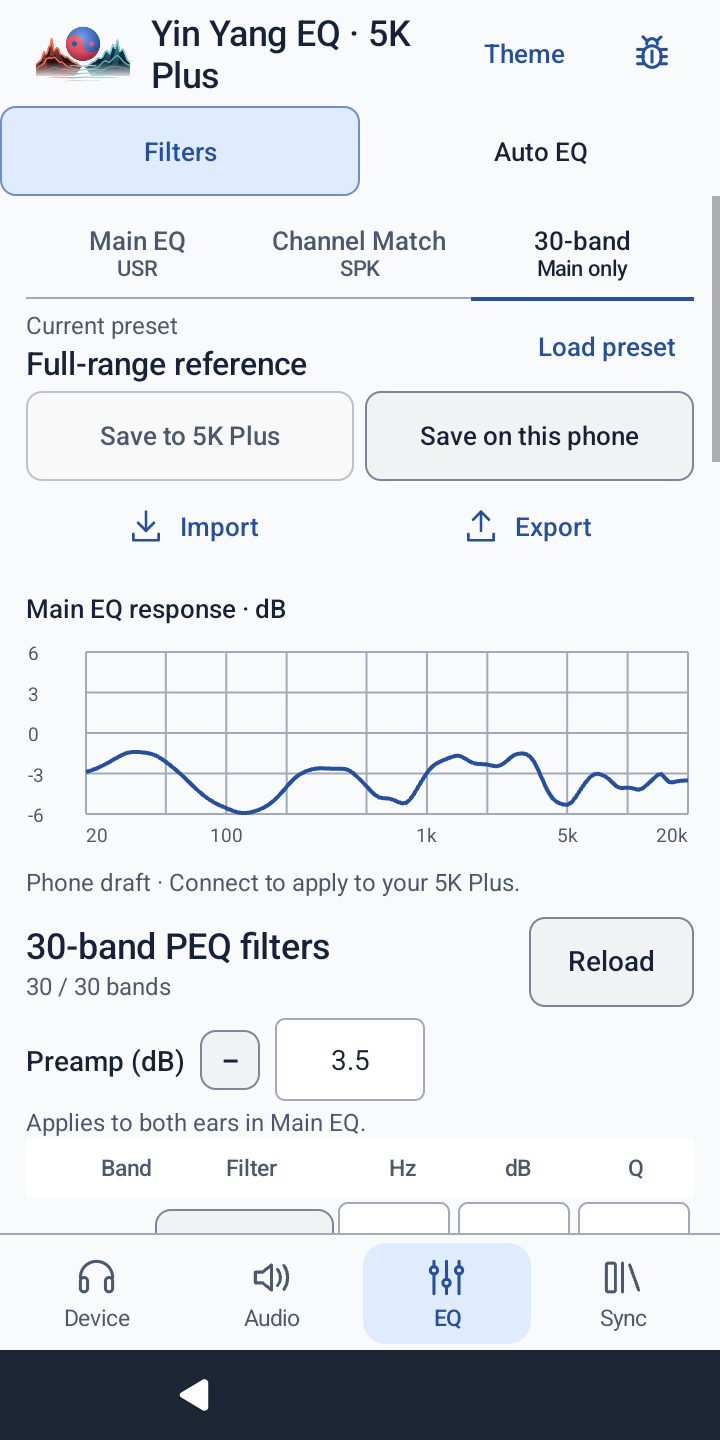 Yin Yang EQ · 5K
Plus
Theme
Filters
Auto EQ
Main EQ
USR
Channel Match
SPK
30-band
Main only
Current preset
Full-range reference
Load preset
Save to 5K Plus
Save on this phone
Import
Export
Main EQ response · dB
6
3
0
-3
-6
20
100
1k
5k
20k
Phone draft · Connect to apply to your 5K Plus.
30-band PEQ filters
30 / 30 bands
Reload
Preamp (dB)
−
3.5
Applies to both ears in Main EQ.
Band
Filter
Hz
dB
Q
Device
Audio
EQ
Sync